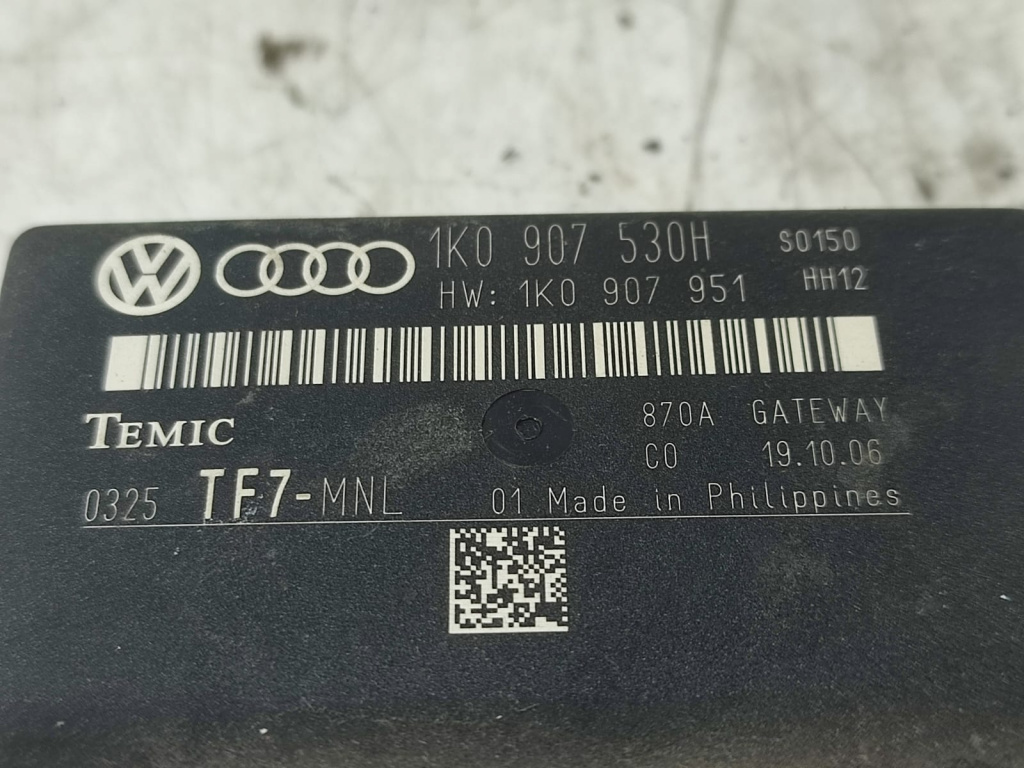 1K0 907 530H S0150
HW: 1K0 907 951 HH12
TEMIC 870A GATEWAY
C0 19.10.06
0325 TF7-MNL 01 Made in Philippines